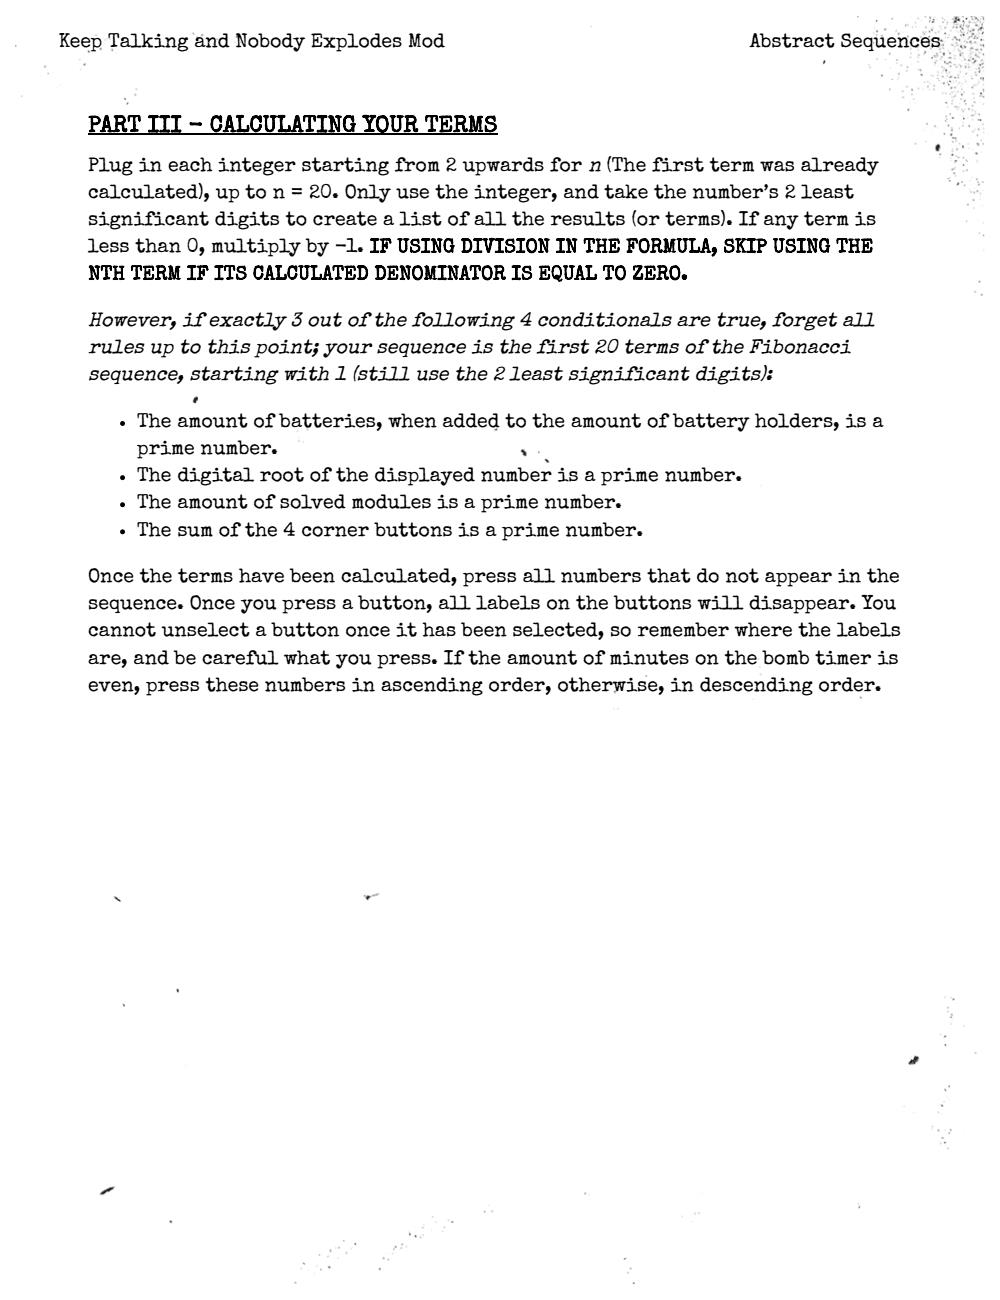 Keep Talking and Nobody Explodes Mod
Abstract Sequences
PART III – CALCULATING YOUR TERMS
Plug in each integer starting from 2 upwards for n (The first term was already
calculated), up to n = 20. Only use the integer, and take the number's 2 least
significant digits to create a list of all the results (or terms). If any term is
less than 0, multiply by -1. IF USING DIVISION IN THE FORMULA, SKIP USING THE
NTH TERM IF ITS CALCULATED DENOMINATOR IS EQUAL TO ZERO.
However, if exactly 3 out of the following 4 conditionals are true, forget all
rules up to this point; your sequence is the first 20 terms of the Fibonacci
sequence, starting with 1 (still use the 2 least significant digits):
• The amount of batteries, when added to the amount of battery holders, is a
prime number.
• The digital root of the displayed number is a prime number.
• The amount of solved modules is a prime number.
• The sum of the 4 corner buttons is a prime number.
Once the terms have been calculated, press all numbers that do not appear in the
sequence. Once you press a button, all labels on the buttons will disappear. You
cannot unselect a button once it has been selected, so remember where the labels
are, and be careful what you press. If the amount of minutes on the bomb timer is
even, press these numbers in ascending order, otherwise, in descending order.